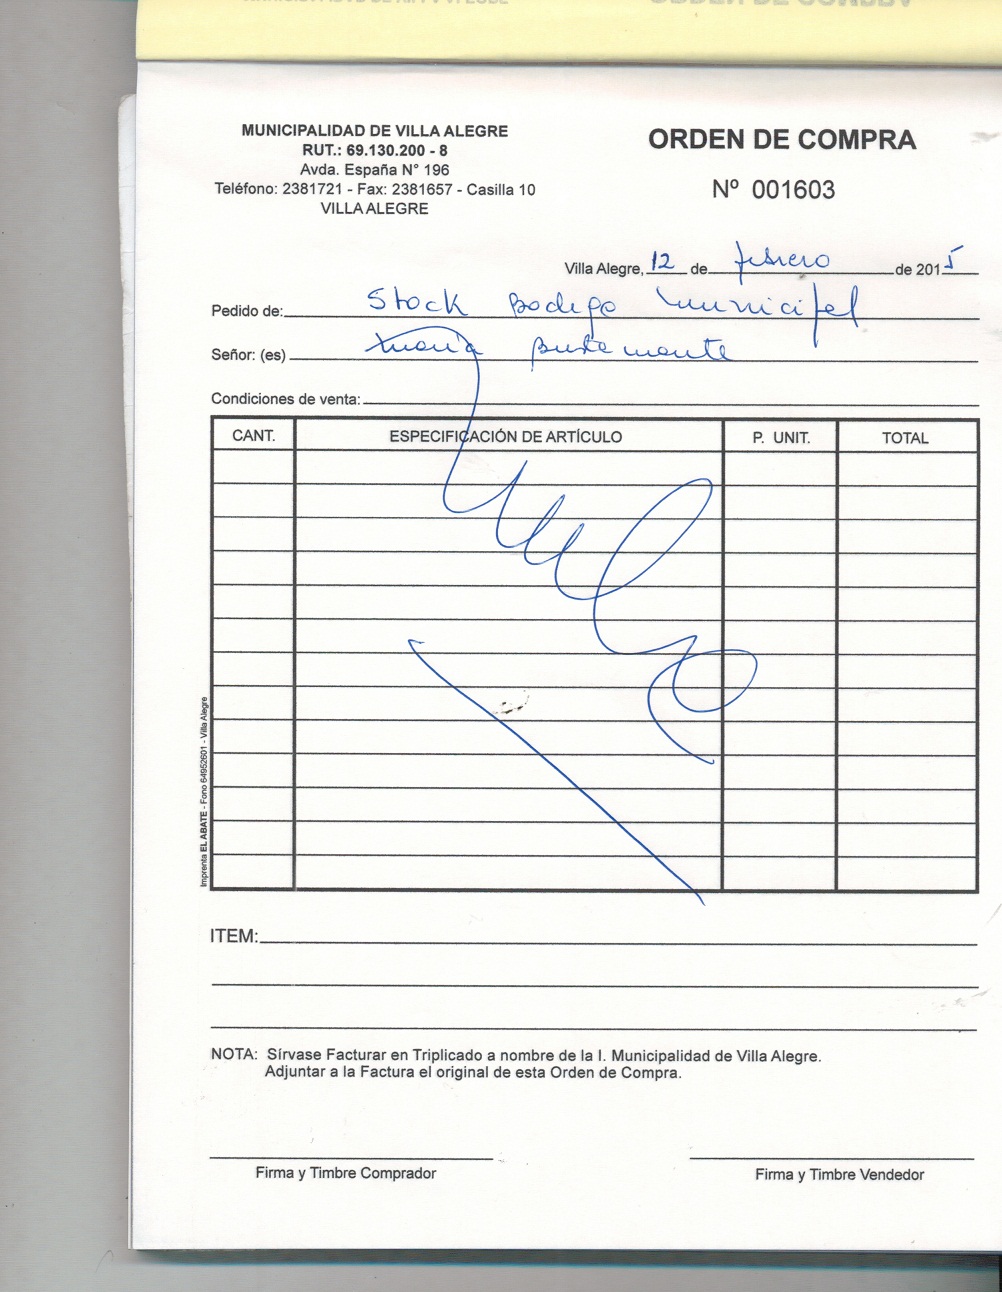 MUNICIPALIDAD DE VILLA ALEGRE
RUT.: 69.130.200 - 8
Avda. España N° 196
Teléfono: 2381721 - Fax: 2381657 - Casilla 10
VILLA ALEGRE
ORDEN DE COMPRA
Nº 001603
Villa Alegre, 12 de febrero de 2015
Pedido de: Stock Bodega Municipal
Señor: (es) María Bustamante
Condiciones de venta:
CANT. ESPECIFICACIÓN DE ARTÍCULO P. UNIT. TOTAL
Nulo
Imprenta EL ABATE - Fono 64952601 - Villa Alegre
ITEM:
NOTA: Sírvase Facturar en Triplicado a nombre de la I. Municipalidad de Villa Alegre.
Adjuntar a la Factura el original de esta Orden de Compra.
Firma y Timbre Comprador
Firma y Timbre Vendedor